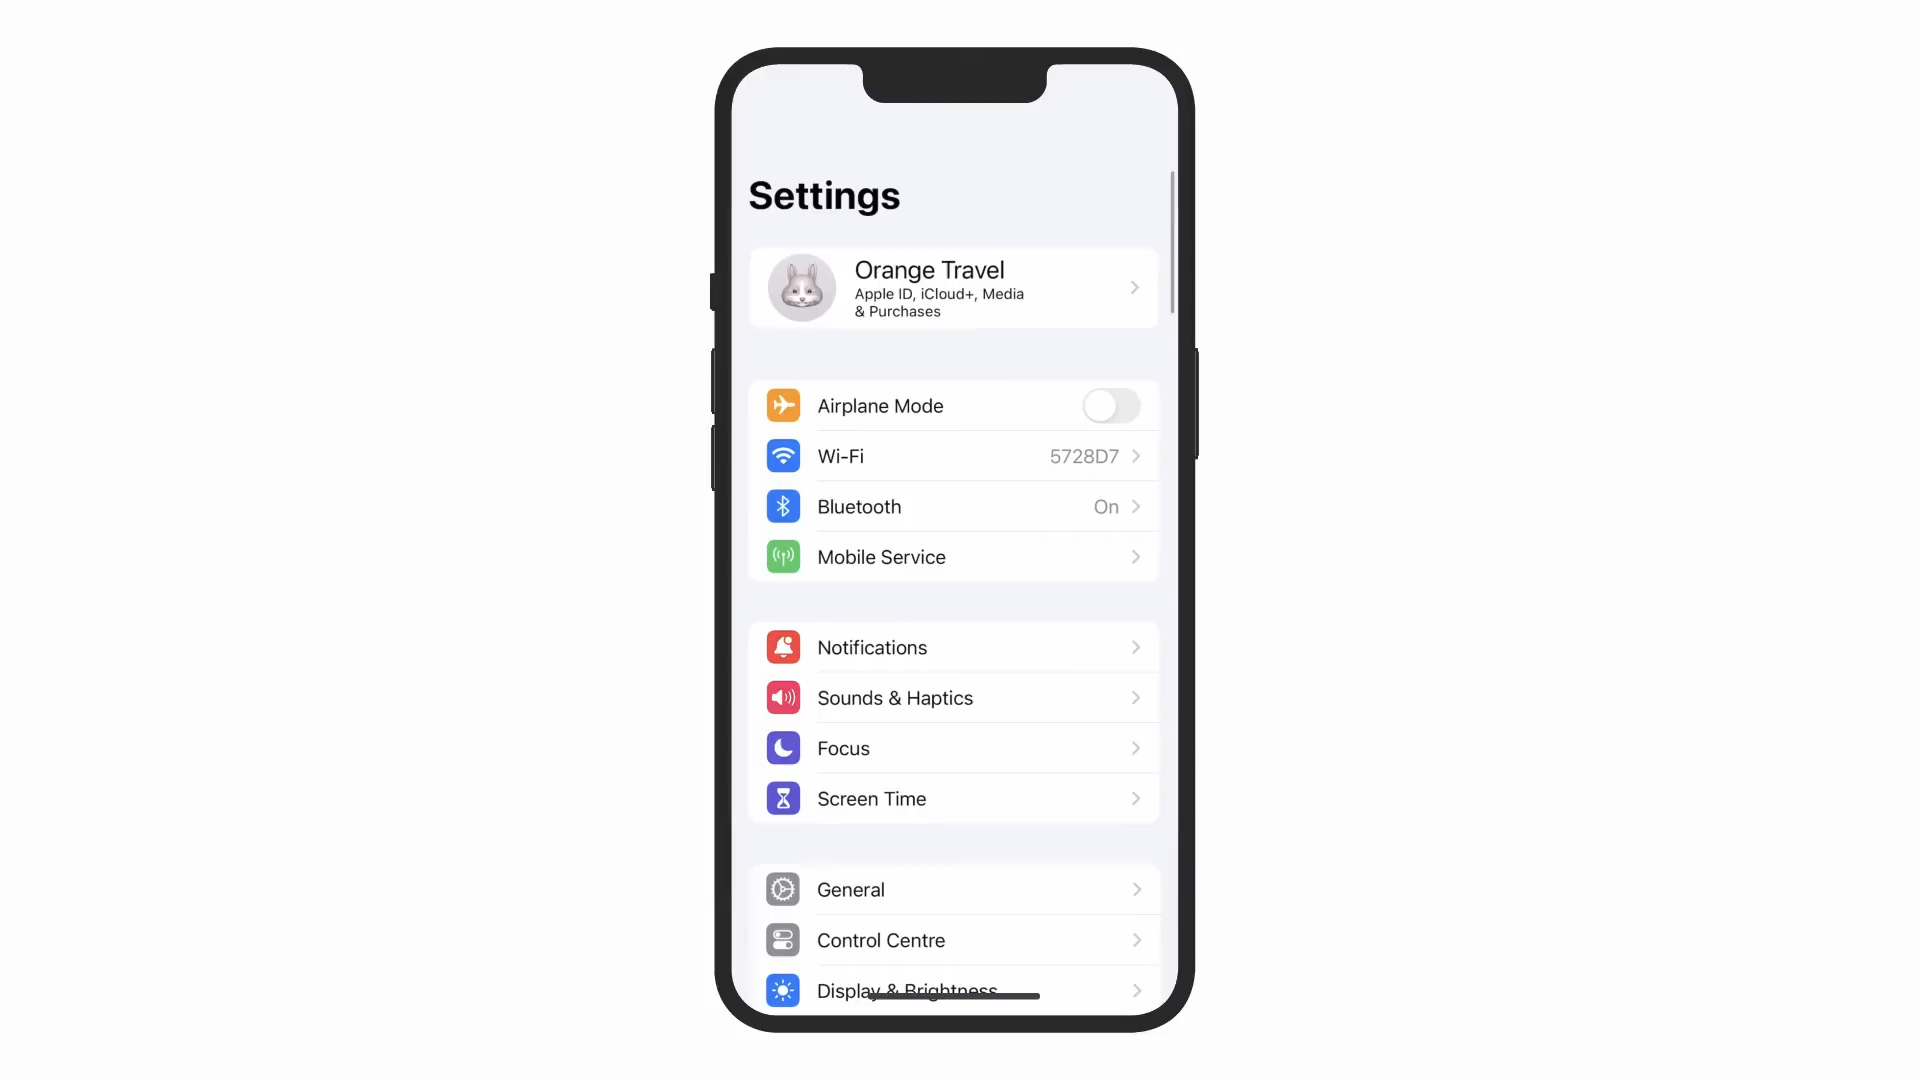 Settings
Orange Travel
Apple ID, iCloud+, Media
& Purchases
Airplane Mode
Wi-Fi 5728D7
Bluetooth On
Mobile Service
Notifications
Sounds & Haptics
Focus
Screen Time
General
Control Centre
Display & Brightness